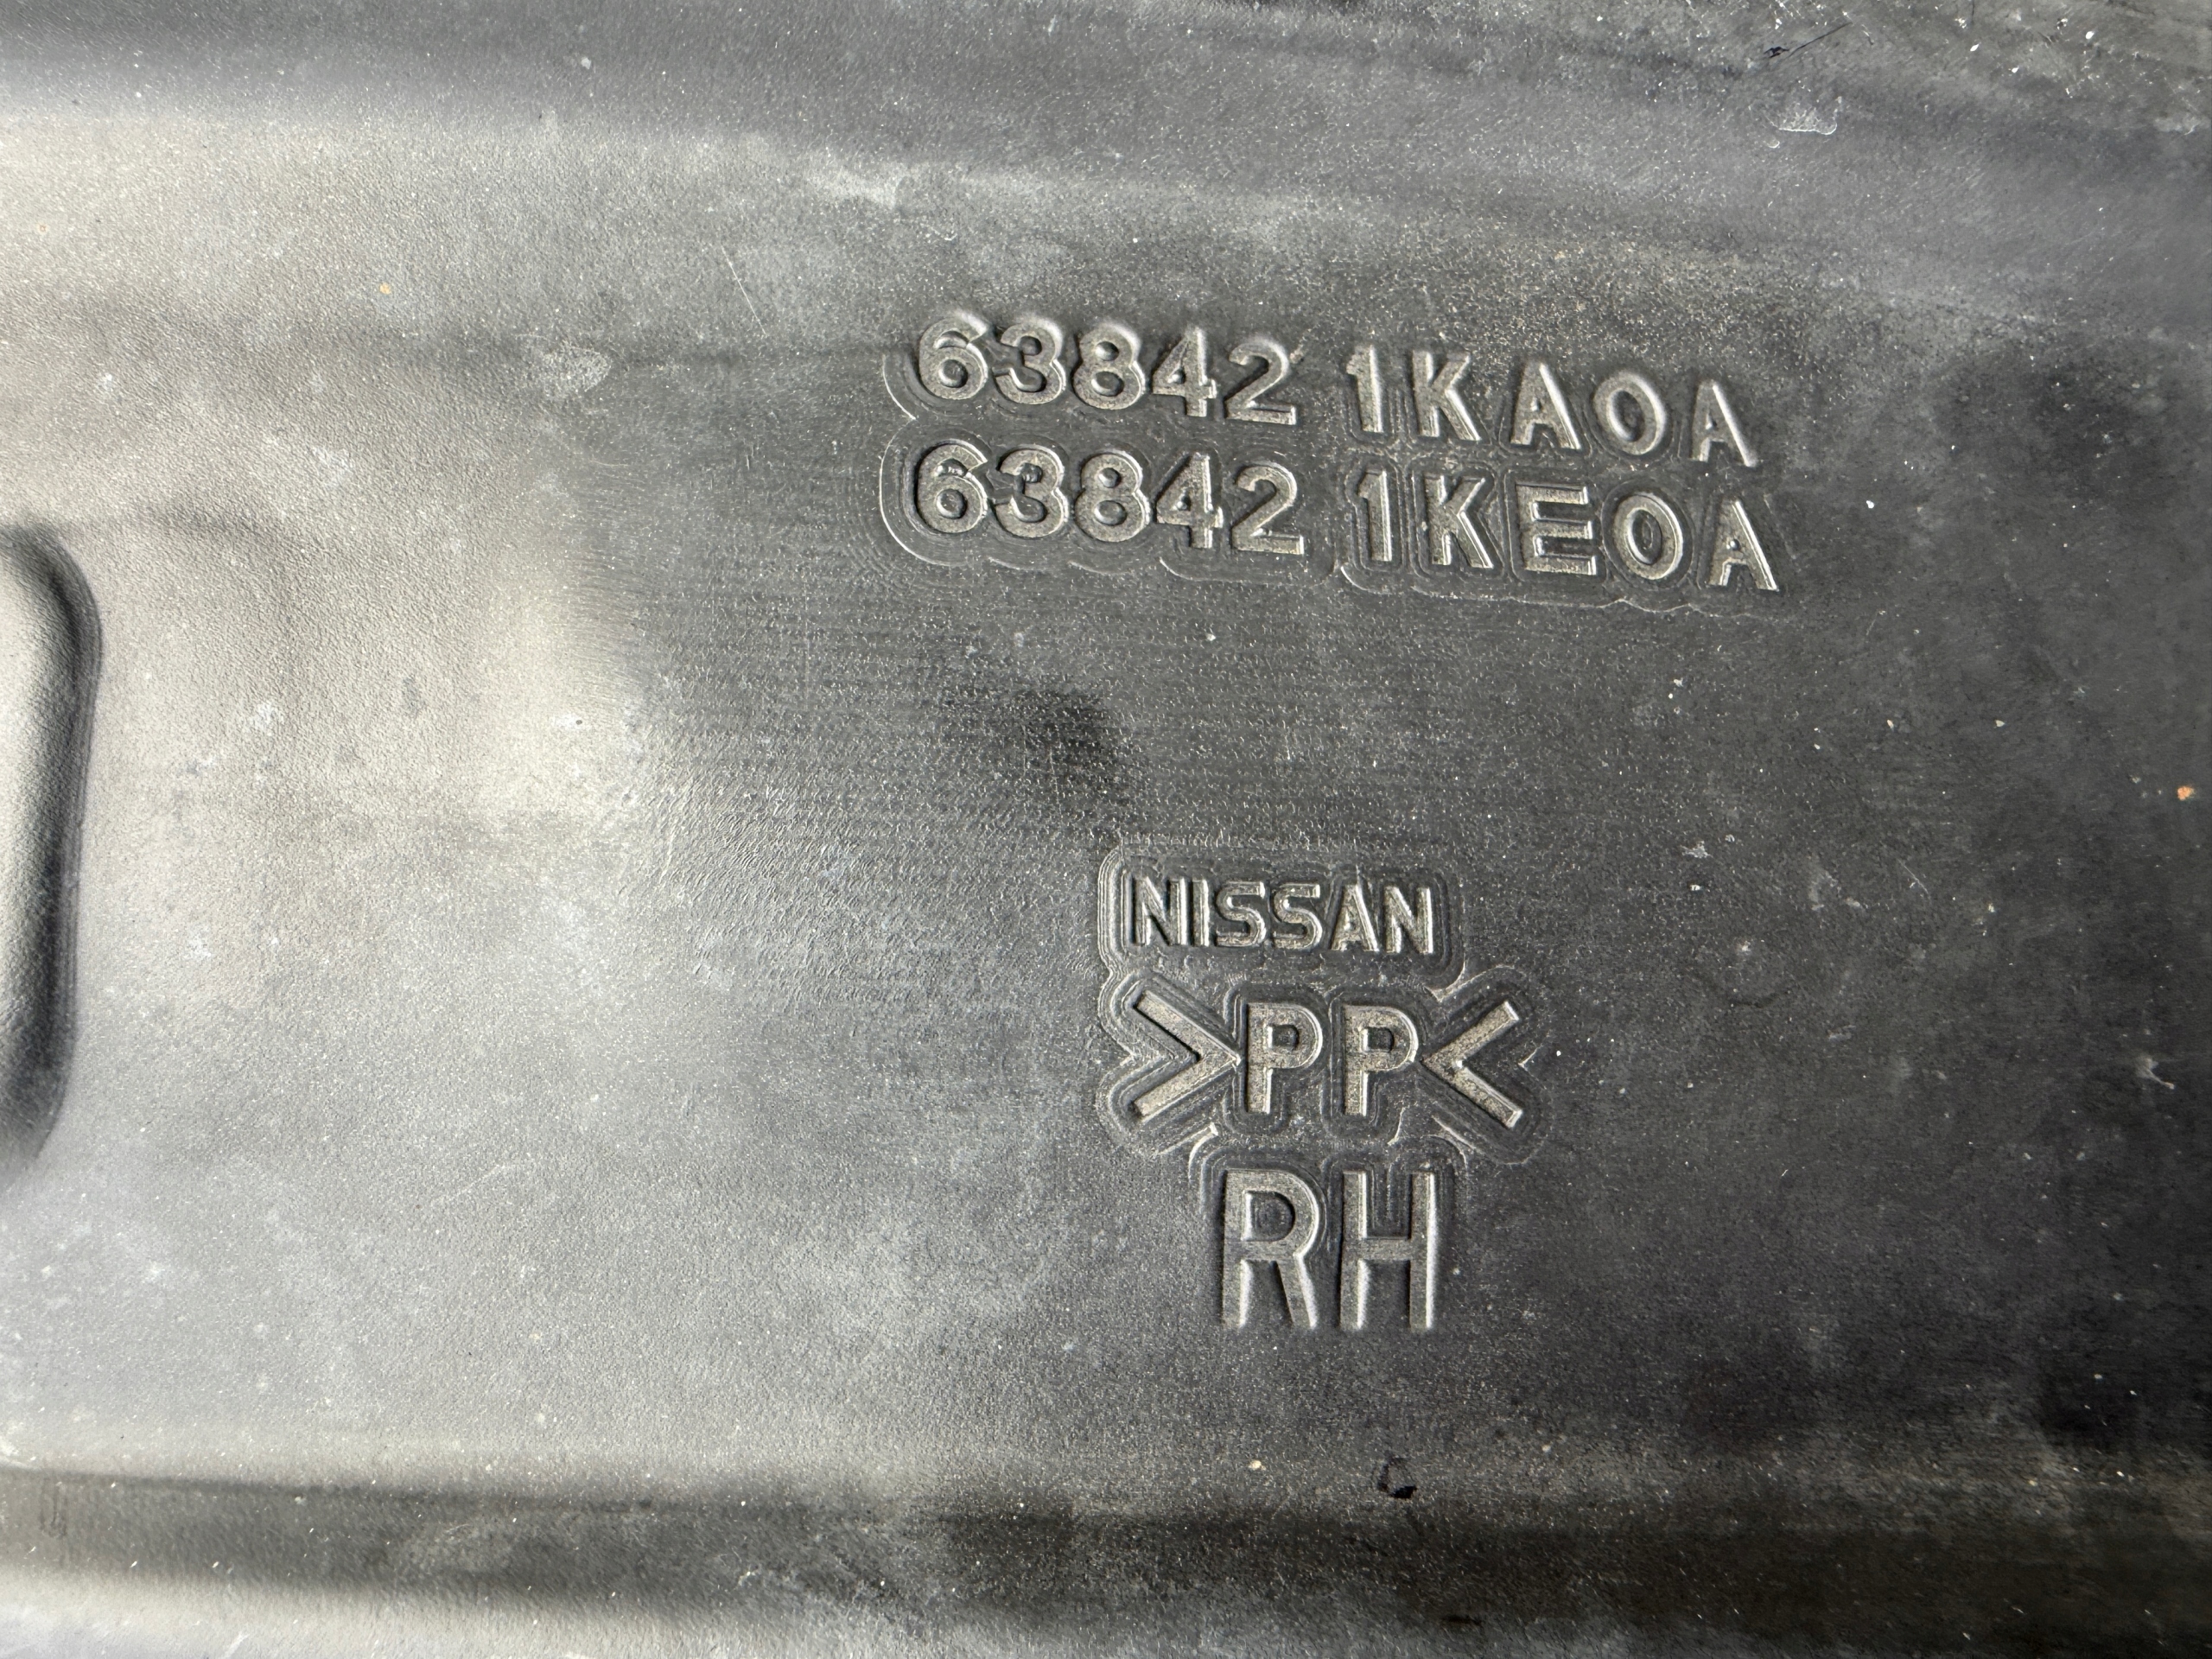 63842 1KA0A
63842 1KE0A
NISSAN
>PP<
RH